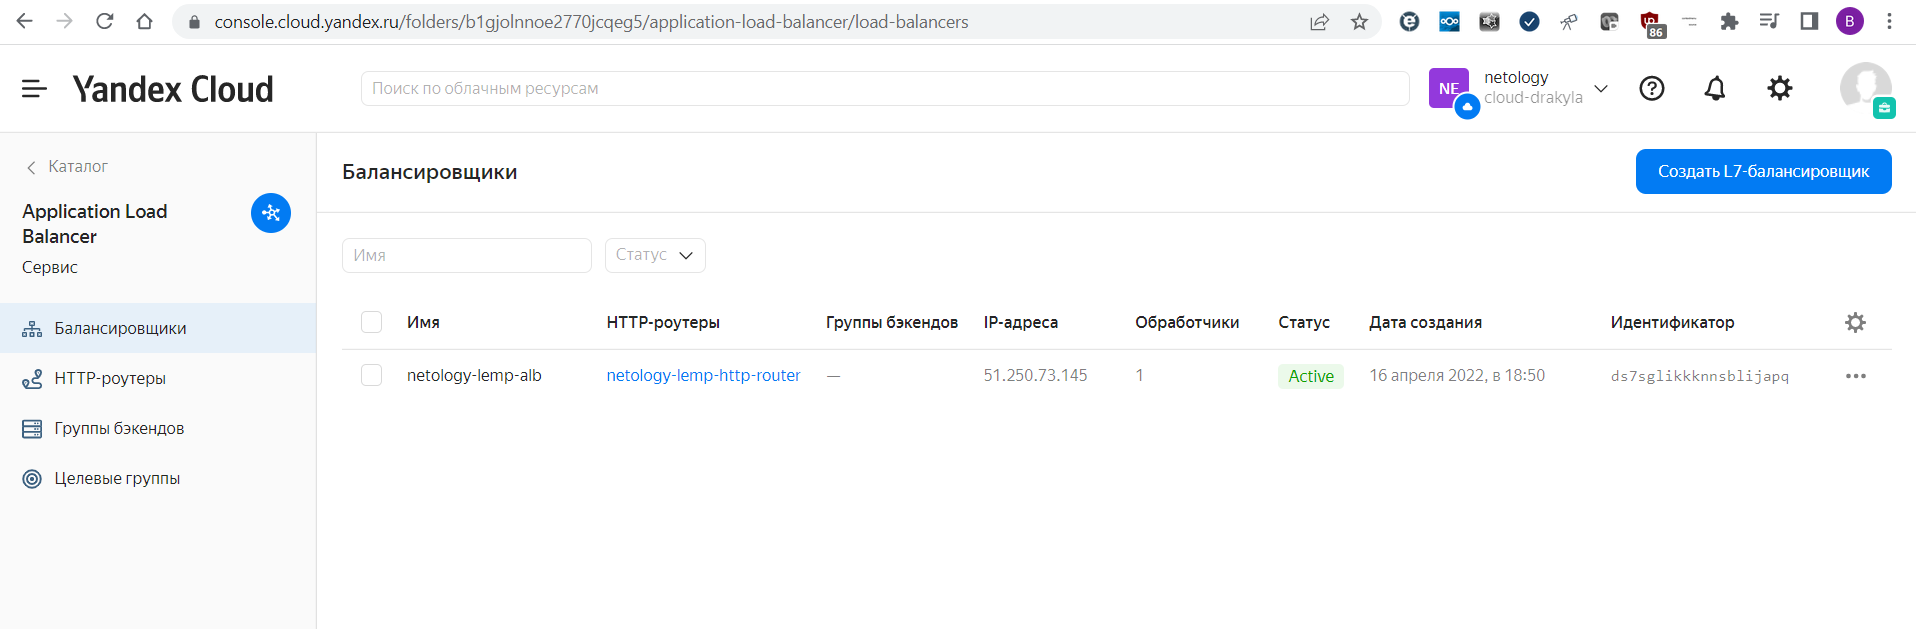 console.cloud.yandex.ru/folders/b1gjolnnoe2770jcqeg5/application-load-balancer/load-balancers
86
B
Yandex Cloud
Поиск по облачным ресурсам
NE
netology
cloud-drakyla
Каталог
Application Load
Balancer
Сервис
Балансировщики
HTTP-роутеры
Группы бэкендов
Целевые группы
Балансировщики
Создать L7-балансировщик
Имя
Статус
Имя HTTP-роутеры Группы бэкендов IP-адреса Обработчики Статус Дата создания Идентификатор
netology-lemp-alb netology-lemp-http-router — 51.250.73.145 1 Active 16 апреля 2022, в 18:50 ds7sglikkknnsblijapq